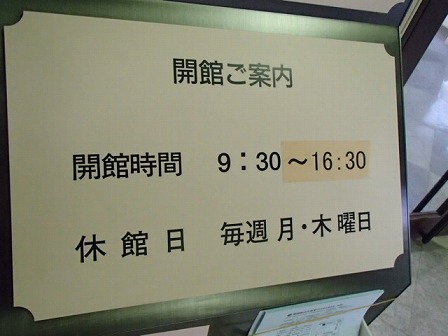 開館ご案内
開館時間 9:30～16:30
休館日 毎週月・木曜日